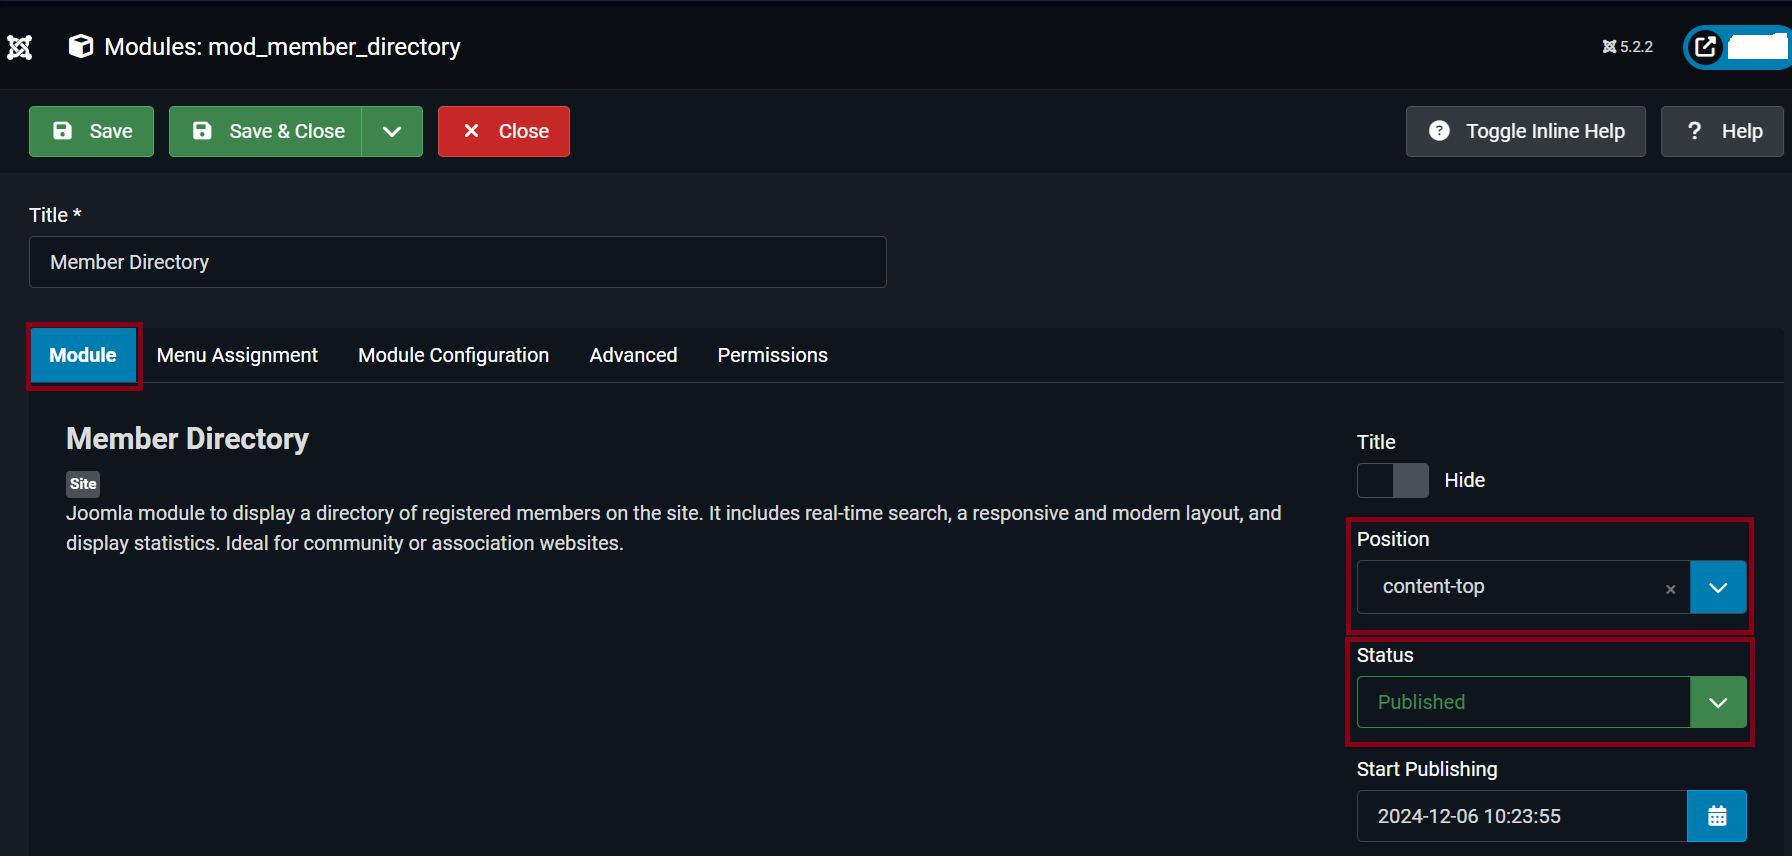 Modules: mod_member_directory
5.2.2
Save
Save & Close
Close
Toggle Inline Help
? Help
Title *
Member Directory
Module
Menu Assignment
Module Configuration
Advanced
Permissions
Member Directory
Site
Joomla module to display a directory of registered members on the site. It includes real-time search, a responsive and modern layout, and
display statistics. Ideal for community or association websites.
Title
Hide
Position
content-top
Status
Published
Start Publishing
2024-12-06 10:23:55